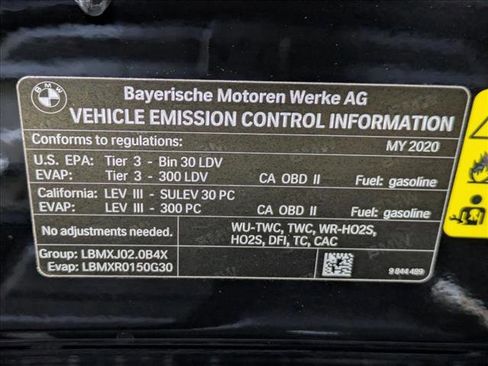 BMW
Bayerische Motoren Werke AG
VEHICLE EMISSION CONTROL INFORMATION
Conforms to regulations: MY 2020
U.S. EPA: Tier 3 - Bin 30 LDV
EVAP: Tier 3 - 300 LDV CA OBD II Fuel: gasoline
California: LEV III - SULEV 30 PC
EVAP: LEV III - 300 PC CA OBD II Fuel: gasoline
No adjustments needed. WU-TWC, TWC, WR-HO2S,
HO2S, DFI, TC, CAC
Group: LBMXJ02.0B4X
Evap: LBMXR0150G30 9 844 489